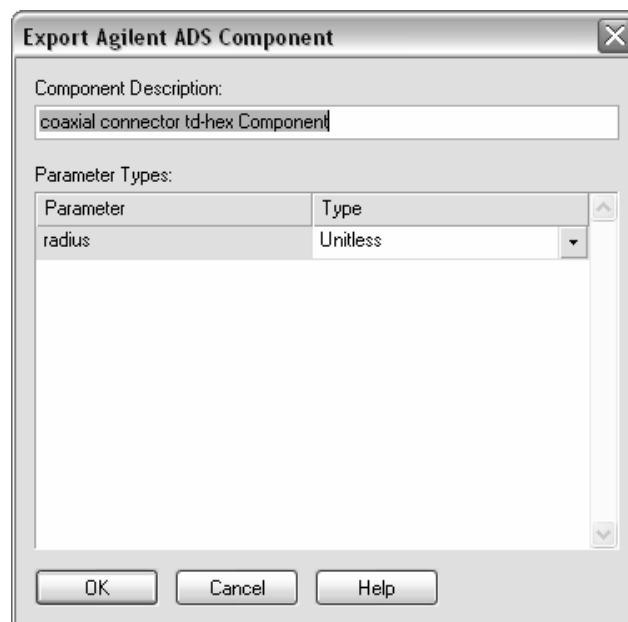 Export Agilent ADS Component
Component Description:
coaxial connector td-hex Component
Parameter Types:
Parameter Type
radius Unitless
OK Cancel Help